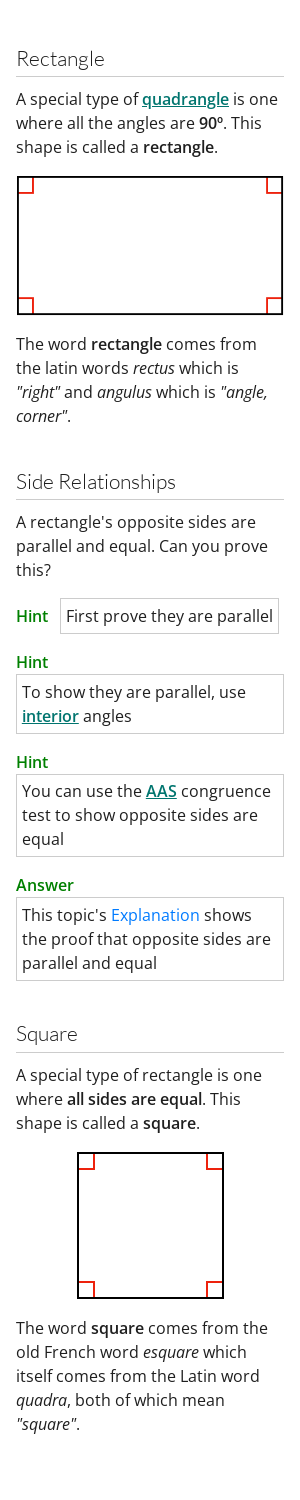 Rectangle
A special type of quadrangle is one
where all the angles are 90º. This
shape is called a rectangle.
The word rectangle comes from
the latin words rectus which is
"right" and angulus which is "angle,
corner".
Side Relationships
A rectangle's opposite sides are
parallel and equal. Can you prove
this?
Hint First prove they are parallel
Hint
To show they are parallel, use
interior angles
Hint
You can use the AAS congruence
test to show opposite sides are
equal
Answer
This topic's Explanation shows
the proof that opposite sides are
parallel and equal
Square
A special type of rectangle is one
where all sides are equal. This
shape is called a square.
The word square comes from the
old French word esquare which
itself comes from the Latin word
quadra, both of which mean
"square".